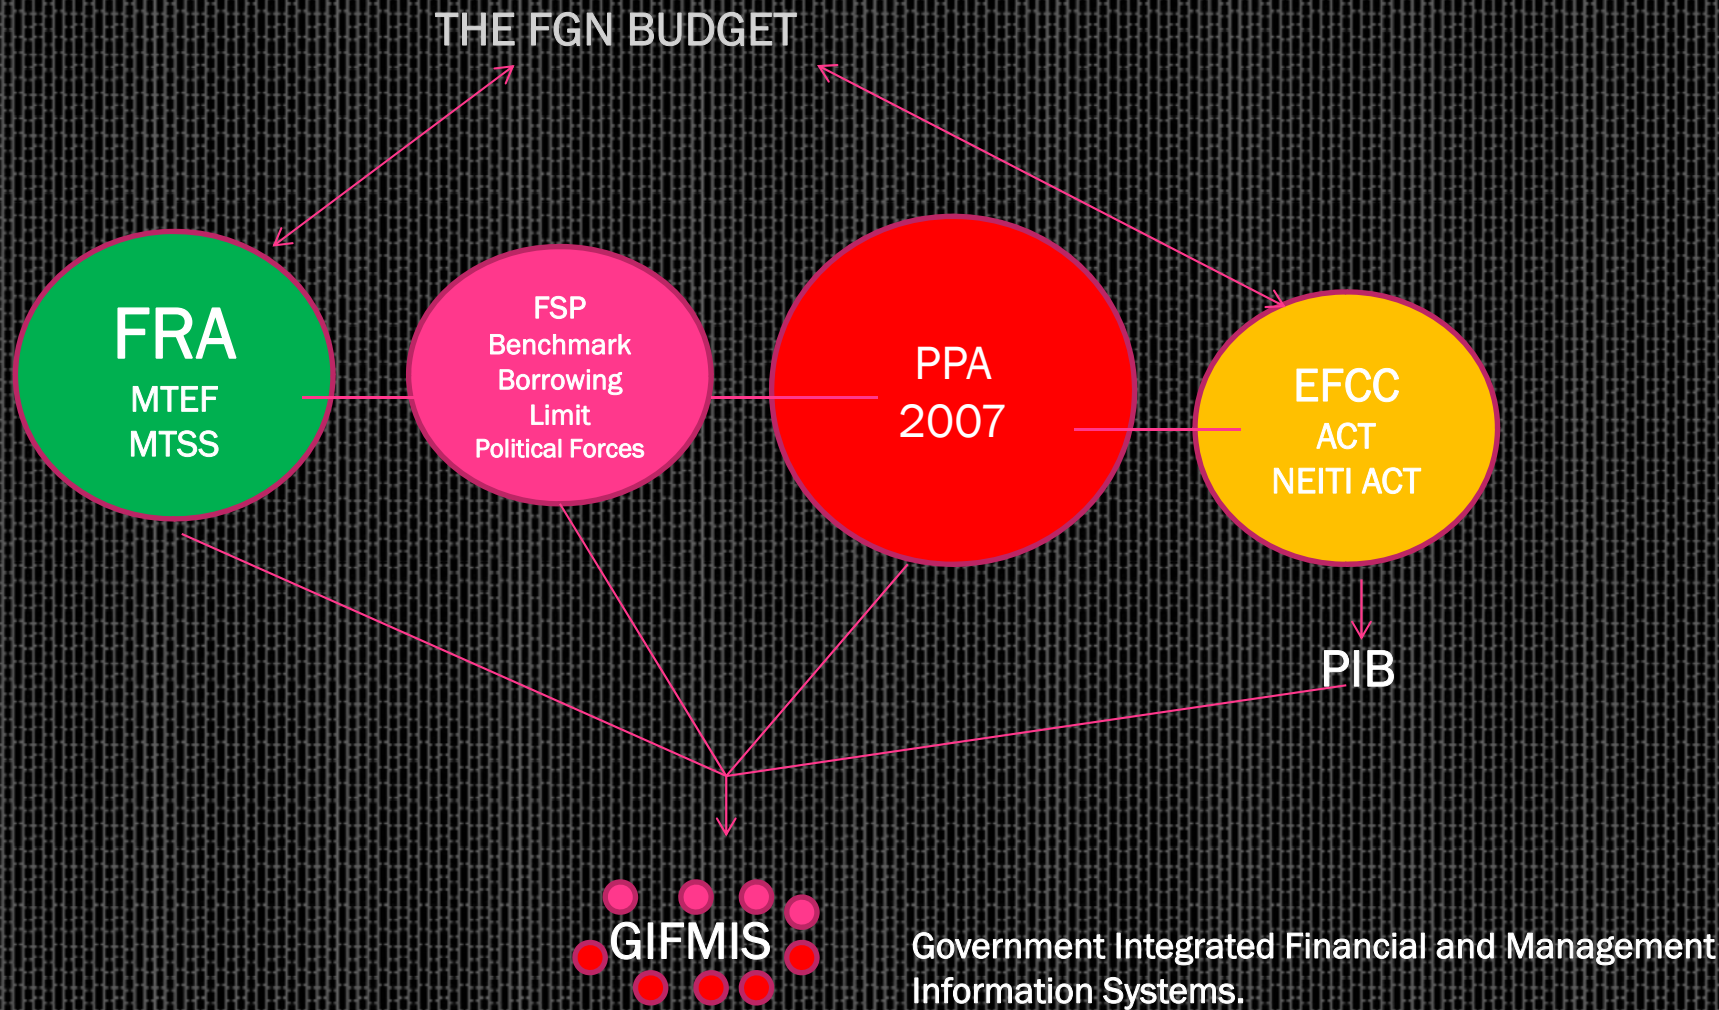 THE FGN BUDGET
FRA
MTEF
MTSS
FSP
Benchmark
Borrowing
Limit
Political Forces
PPA
2007
EFCC
ACT
NEITI ACT
PIB
GIFMIS
Government Integrated Financial and Management
Information Systems.